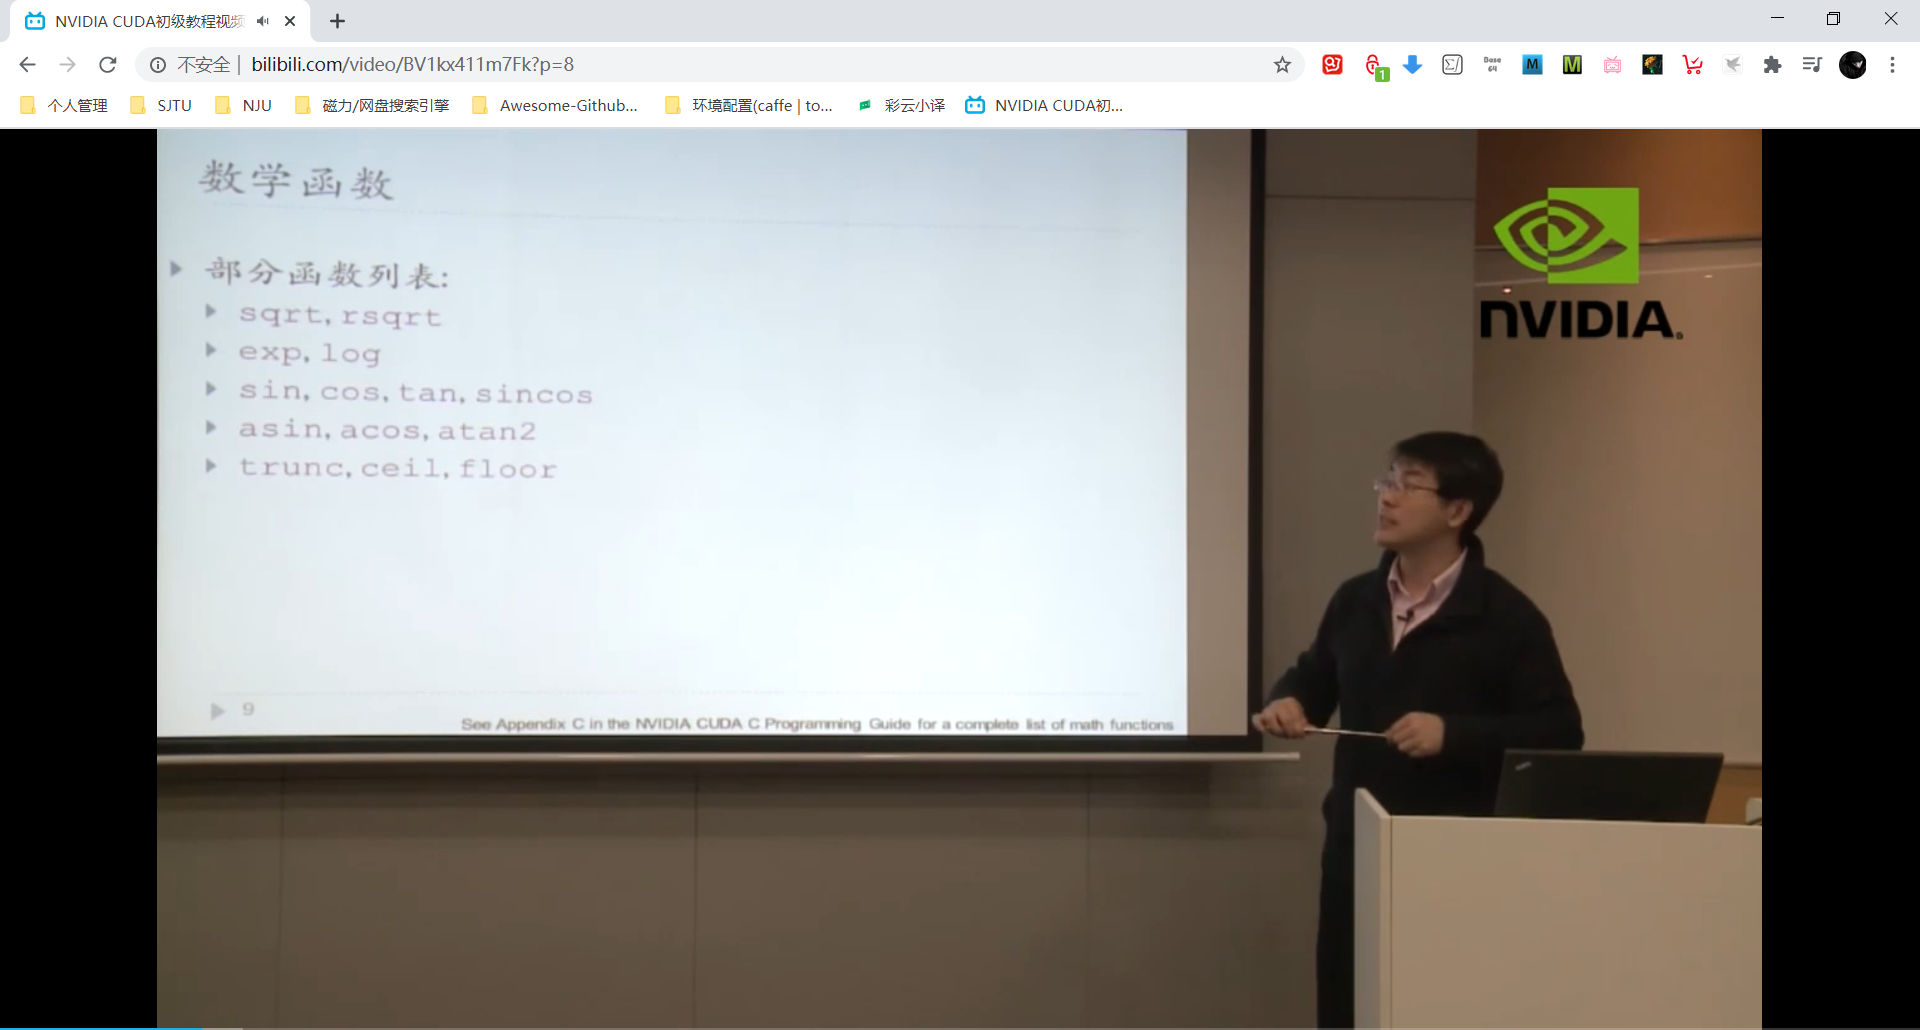 NVIDIA CUDA初级教程视频
不安全 | bilibili.com/video/BV1kx411m7Fk?p=8
1
Base
64
M
M
个人管理
SJTU
NJU
磁力/网盘搜索引擎
Awesome-Github...
环境配置(caffe | to...
彩云小译
NVIDIA CUDA初...
数学函数
部分函数列表:
sqrt, rsqrt
exp, log
sin, cos, tan, sincos
asin, acos, atan2
trunc, ceil, floor
9
See Appendix C in the NVIDIA CUDA C Programming Guide for a complete list of math functions
NVIDIA.